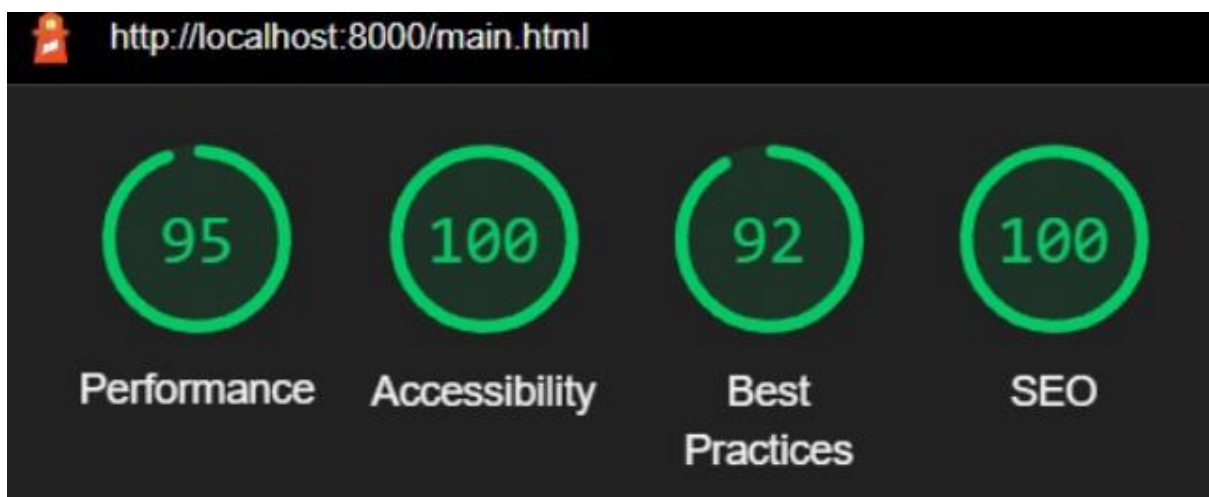 http://localhost:8000/main.html
95
100
92
100
Performance
Accessibility
Best
Practices
SEO